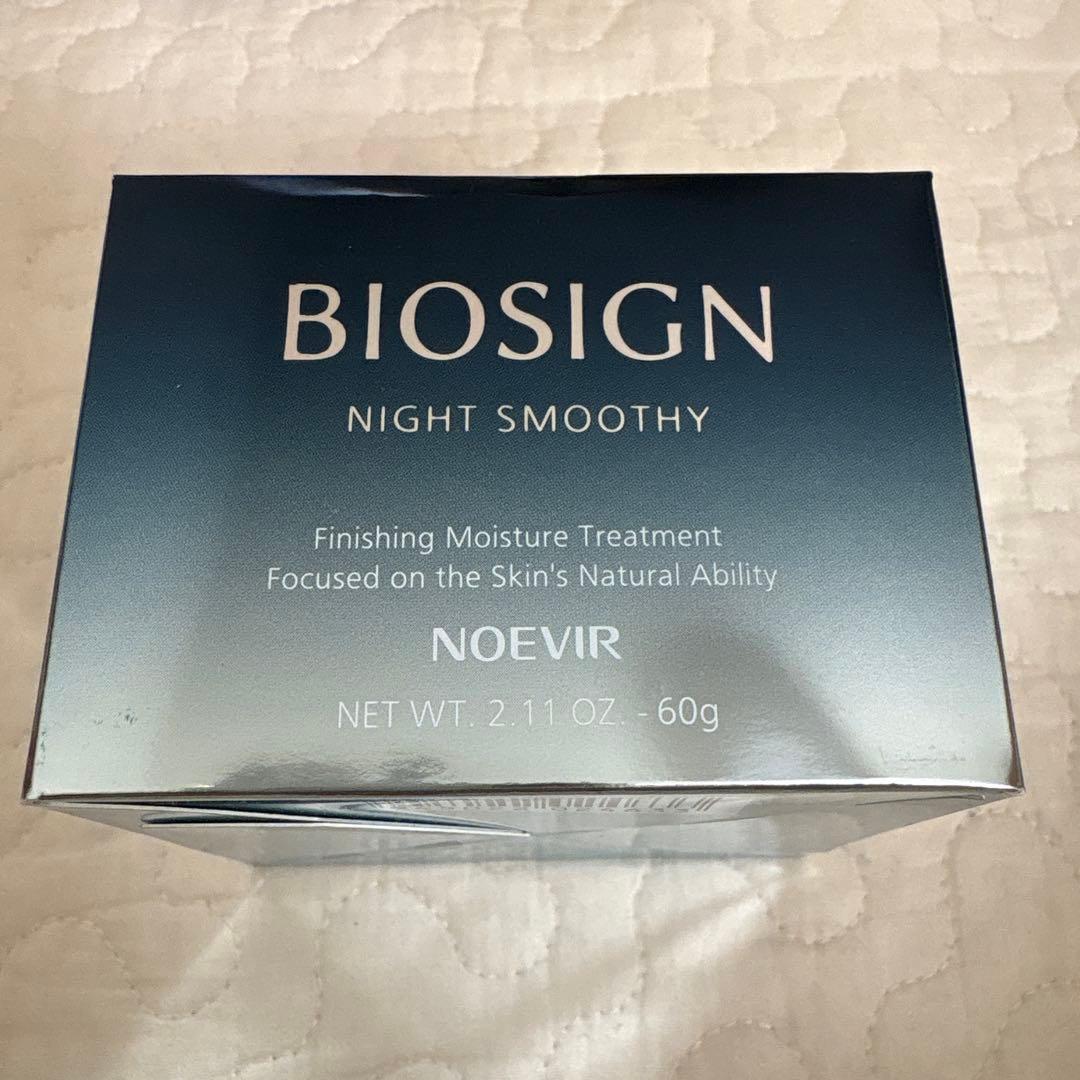 BIOSIGN
NIGHT SMOOTHY
Finishing Moisture Treatment
Focused on the Skin's Natural Ability
NOEVIR
NET WT. 2.11 OZ. - 60g